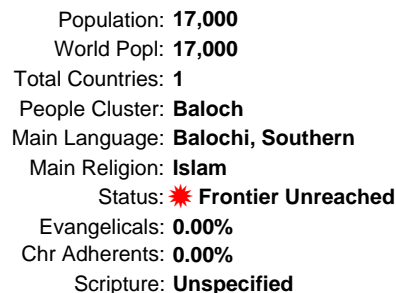 Population: 17,000
World Popl: 17,000
Total Countries: 1
People Cluster: Baloch
Main Language: Balochi, Southern
Main Religion: Islam
Status: Frontier Unreached
Evangelicals: 0.00%
Chr Adherents: 0.00%
Scripture: Unspecified